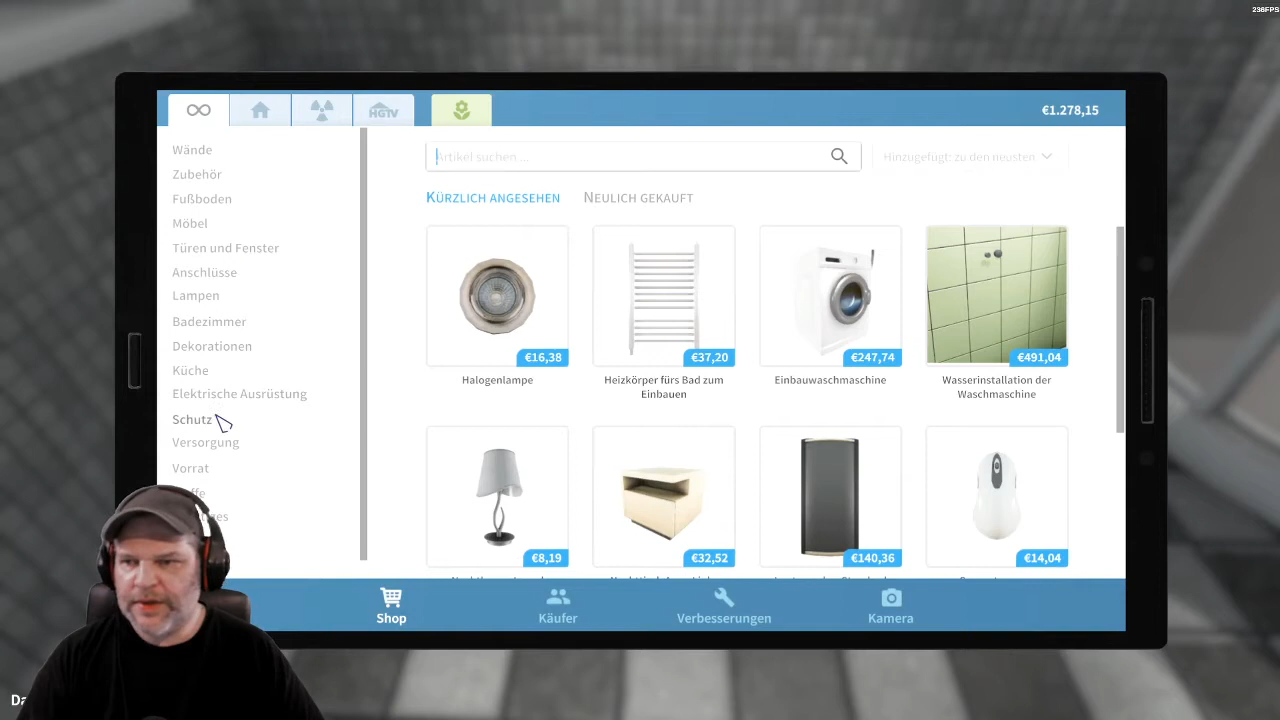 236FPS
HGTV
€1.278,15
Wände
Zubehör
Fußboden
Möbel
Türen und Fenster
Anschlüsse
Lampen
Badezimmer
Dekorationen
Küche
Elektrische Ausrüstung
Schutz
Versorgung
Vorrat
Artikel suchen ...
Hinzugefügt: zu den neusten
KÜRZLICH ANGESEHEN
NEULICH GEKAUFT
€16,38
€37,20
€247,74
€491,04
Halogenlampe
Heizkörper fürs Bad zum
Einbauen
Einbauwaschmaschine
Wasserinstallation der
Waschmaschine
€8,19
€32,52
€140,36
€14,04
Shop
Käufer
Verbesserungen
Kamera